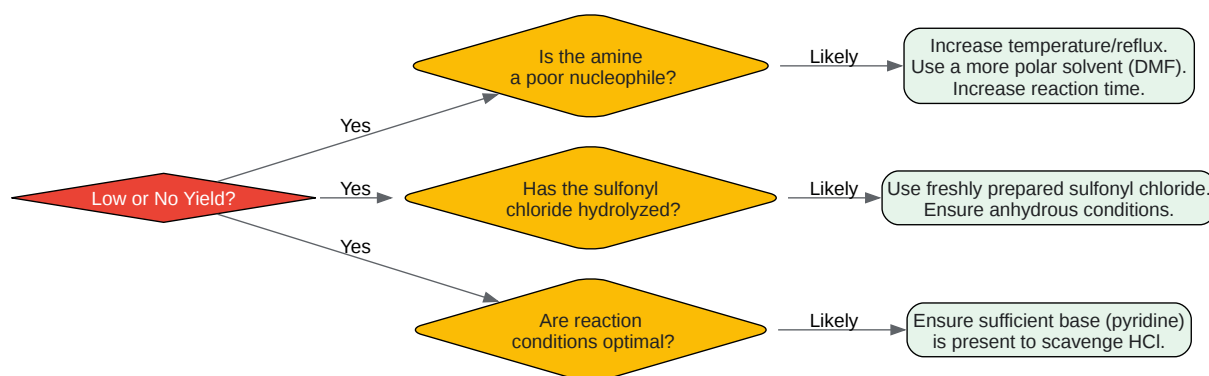 Is the amine
a poor nucleophile?
Likely
Increase temperature/reflux.
Use a more polar solvent (DMF).
Increase reaction time.
Yes
Low or No Yield?
Yes
Has the sulfonyl
chloride hydrolyzed?
Likely
Use freshly prepared sulfonyl chloride.
Ensure anhydrous conditions.
Yes
Are reaction
conditions optimal?
Likely
Ensure sufficient base (pyridine)
is present to scavenge HCl.